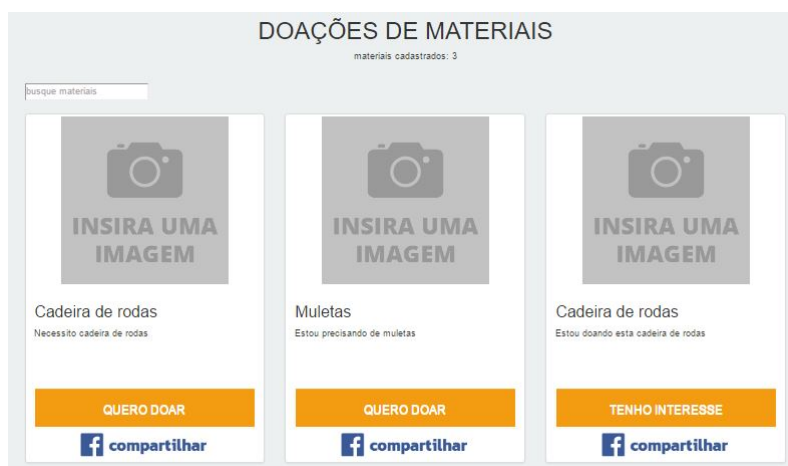 DOAÇÕES DE MATERIAIS
materiais cadastrados: 3
busque materiais
INSIRA UMA
IMAGEM
Cadeira de rodas
Necessito cadeira de rodas
QUERO DOAR
compartilhar
INSIRA UMA
IMAGEM
Muletas
Estou precisando de muletas
QUERO DOAR
compartilhar
INSIRA UMA
IMAGEM
Cadeira de rodas
Estou doando esta cadeira de rodas
TENHO INTERESSE
compartilhar